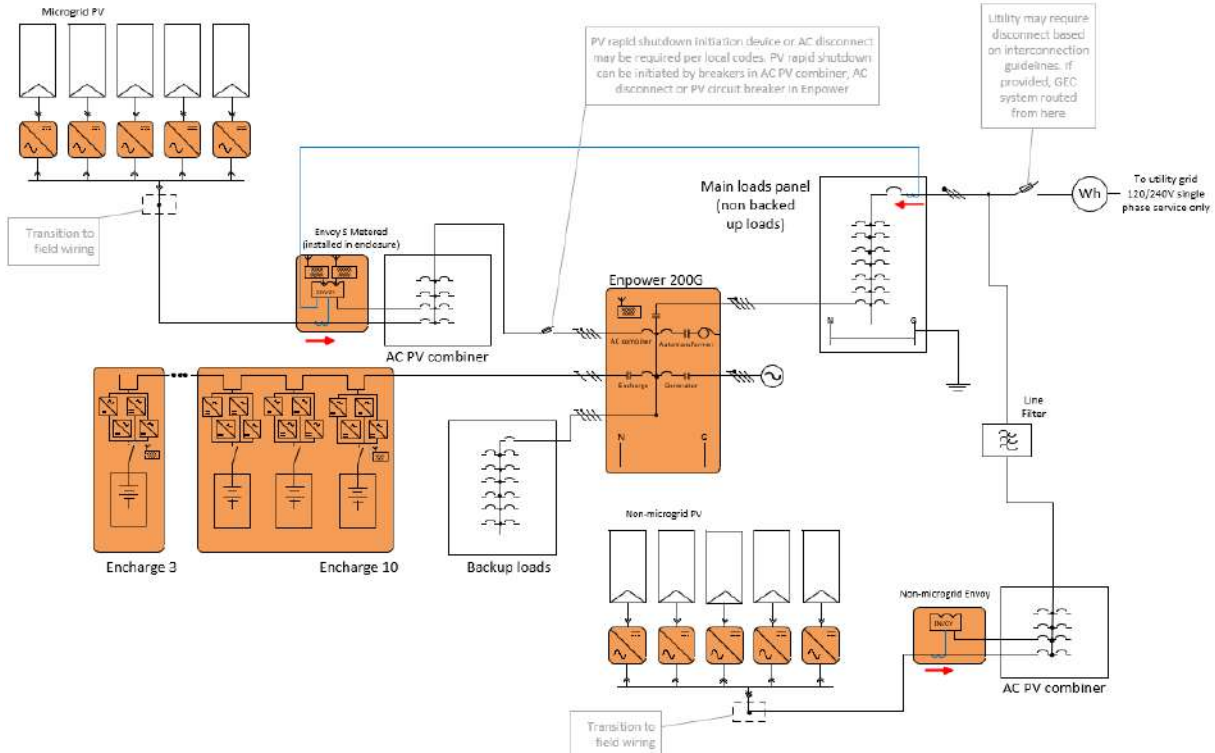 Microgrid PV
PV rapid shutdown initiation device or AC disconnect
may be required per local codes. PV rapid shutdown
can be initiated by breakers in AC PV combiner, AC
disconnect or PV circuit breaker in Enpower
Utility may require
disconnect based
on interconnection
guidelines. If
provided, GEC
system routed
from here
Main loads panel
(non backed
up loads)
Wh
To utility grid
120/240V single
phase service only
Transition to
field wiring
Envoy S Metered
(installed in enclosure)
ENVOY
AC PV combiner
Enpower 200G
AC combiner
Autotransformer
Encharge
Generator
N
G
N
G
Line
Filter
Encharge 3
Encharge 10
Backup loads
Non-microgrid PV
Non-microgrid Envoy
ENVOY
AC PV combiner
Transition to
field wiring